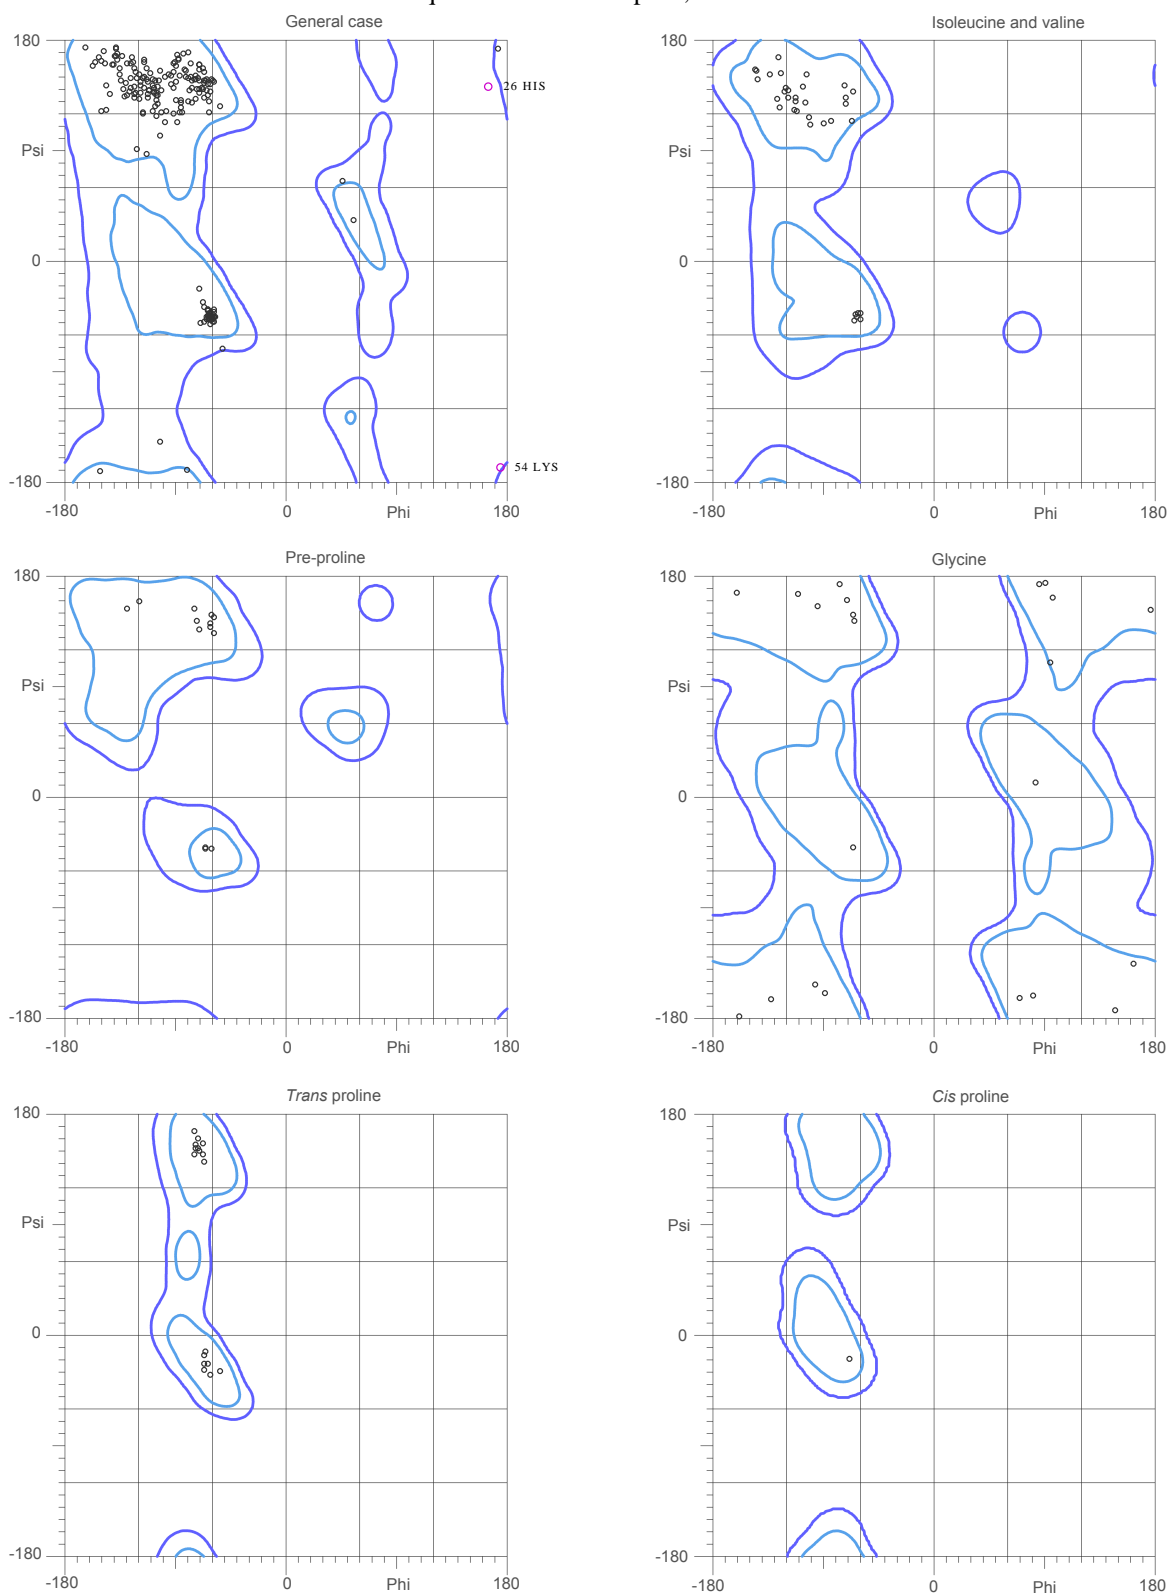 General case
Isoleucine and valine
180
26 HIS
Psi
0
54 LYS
-180
-180
0
Phi
180
180
Psi
0
-180
-180
0
Phi
180
Pre-proline
Glycine
180
Psi
0
-180
-180
0
Phi
180
180
Psi
0
-180
-180
0
Phi
180
Trans proline
Cis proline
180
Psi
0
-180
-180
0
Phi
180
180
Psi
0
-180
-180
0
Phi
180